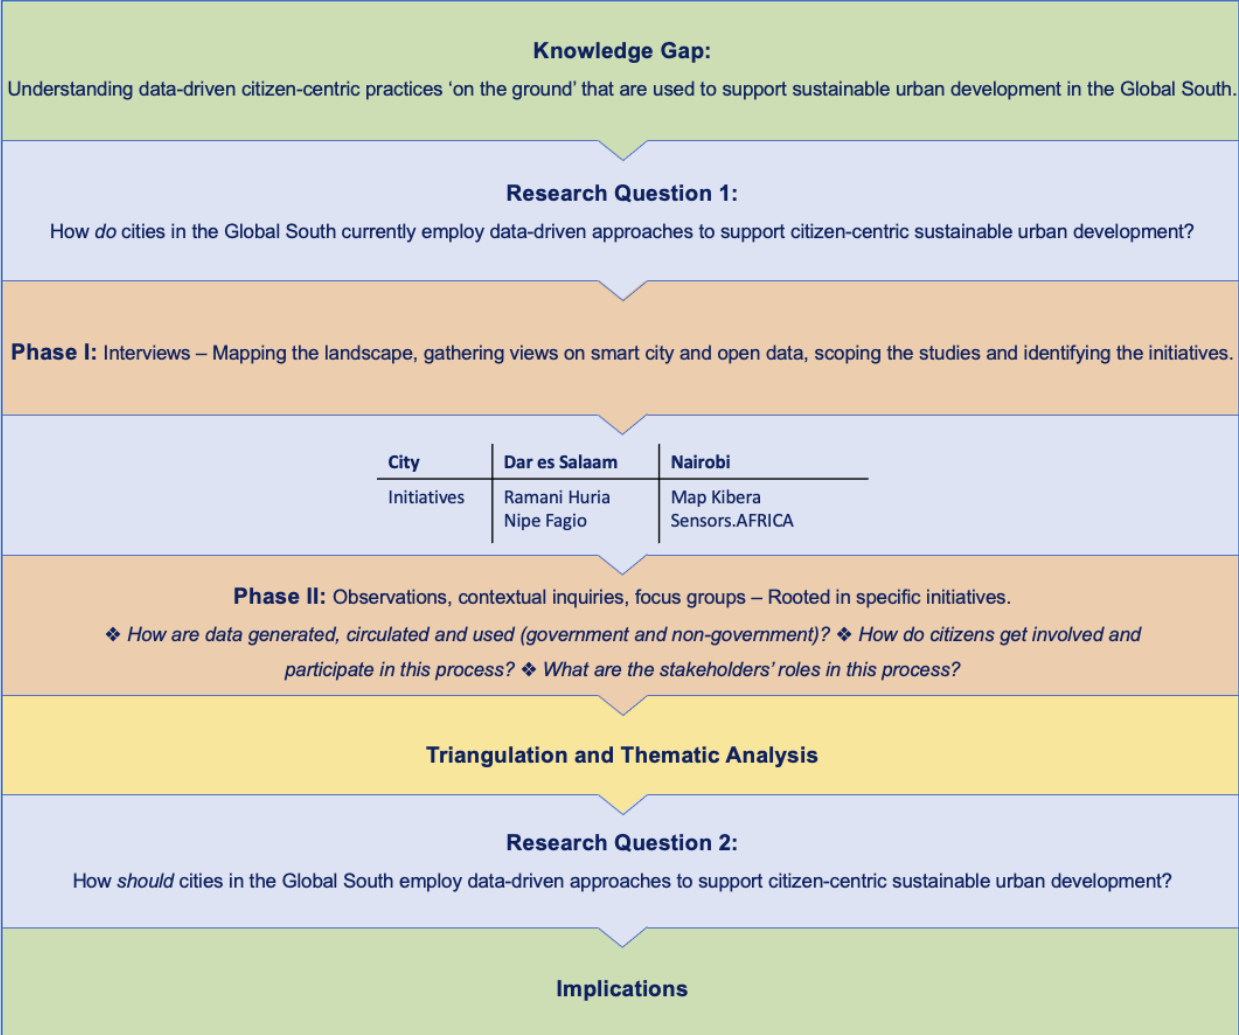 Knowledge Gap:
Understanding data-driven citizen-centric practices ‘on the ground’ that are used to support sustainable urban development in the Global South.
Research Question 1:
How do cities in the Global South currently employ data-driven approaches to support citizen-centric sustainable urban development?
Phase I: Interviews – Mapping the landscape, gathering views on smart city and open data, scoping the studies and identifying the initiatives.
City Dar es Salaam Nairobi
Initiatives Ramani Huria Map Kibera
Nipe Fagio Sensors.AFRICA
Phase II: Observations, contextual inquiries, focus groups – Rooted in specific initiatives.
❖ How are data generated, circulated and used (government and non-government)? ❖ How do citizens get involved and
participate in this process? ❖ What are the stakeholders’ roles in this process?
Triangulation and Thematic Analysis
Research Question 2:
How should cities in the Global South employ data-driven approaches to support citizen-centric sustainable urban development?
Implications